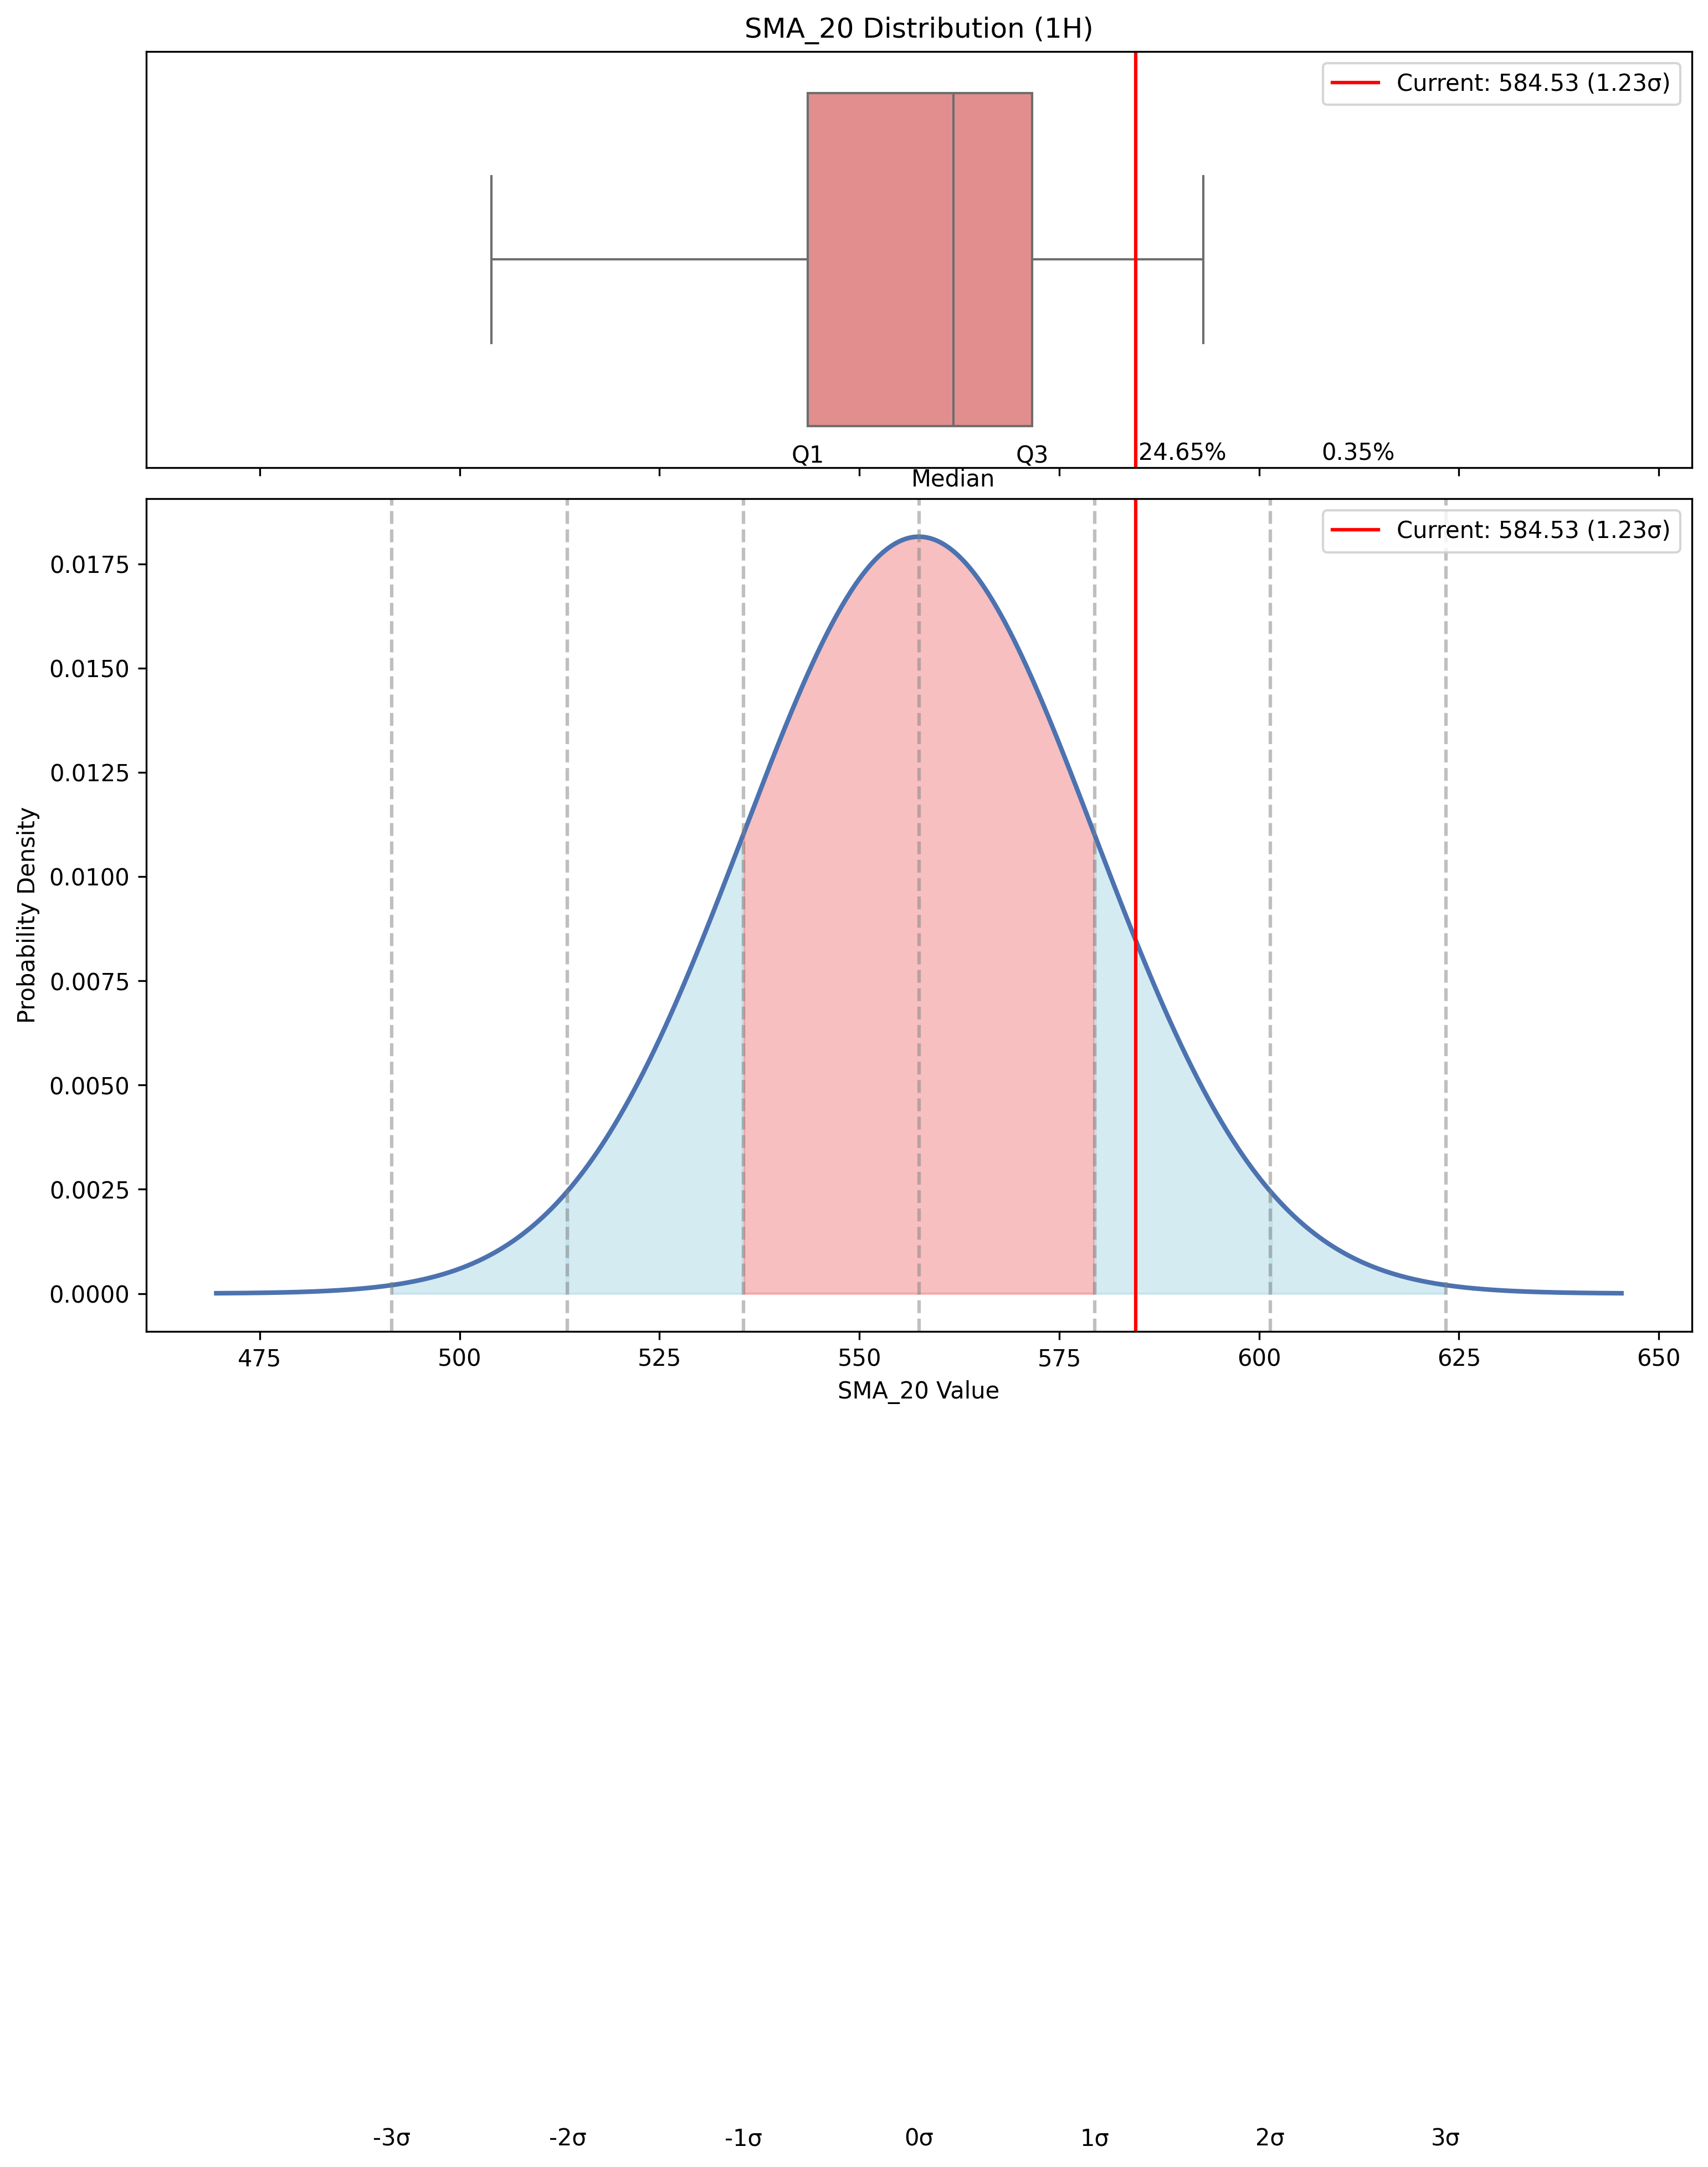 SMA_20 Distribution (1H)
Current: 584.53 (1.23σ)
Q1
Q3
24.65%
0.35%
Median
Current: 584.53 (1.23σ)
0.0175
0.0150
0.0125
0.0100
0.0075
0.0050
0.0025
0.0000
Probability Density
475 500 525 550 575 600 625 650
SMA_20 Value
-3σ -2σ -1σ 0σ 1σ 2σ 3σ